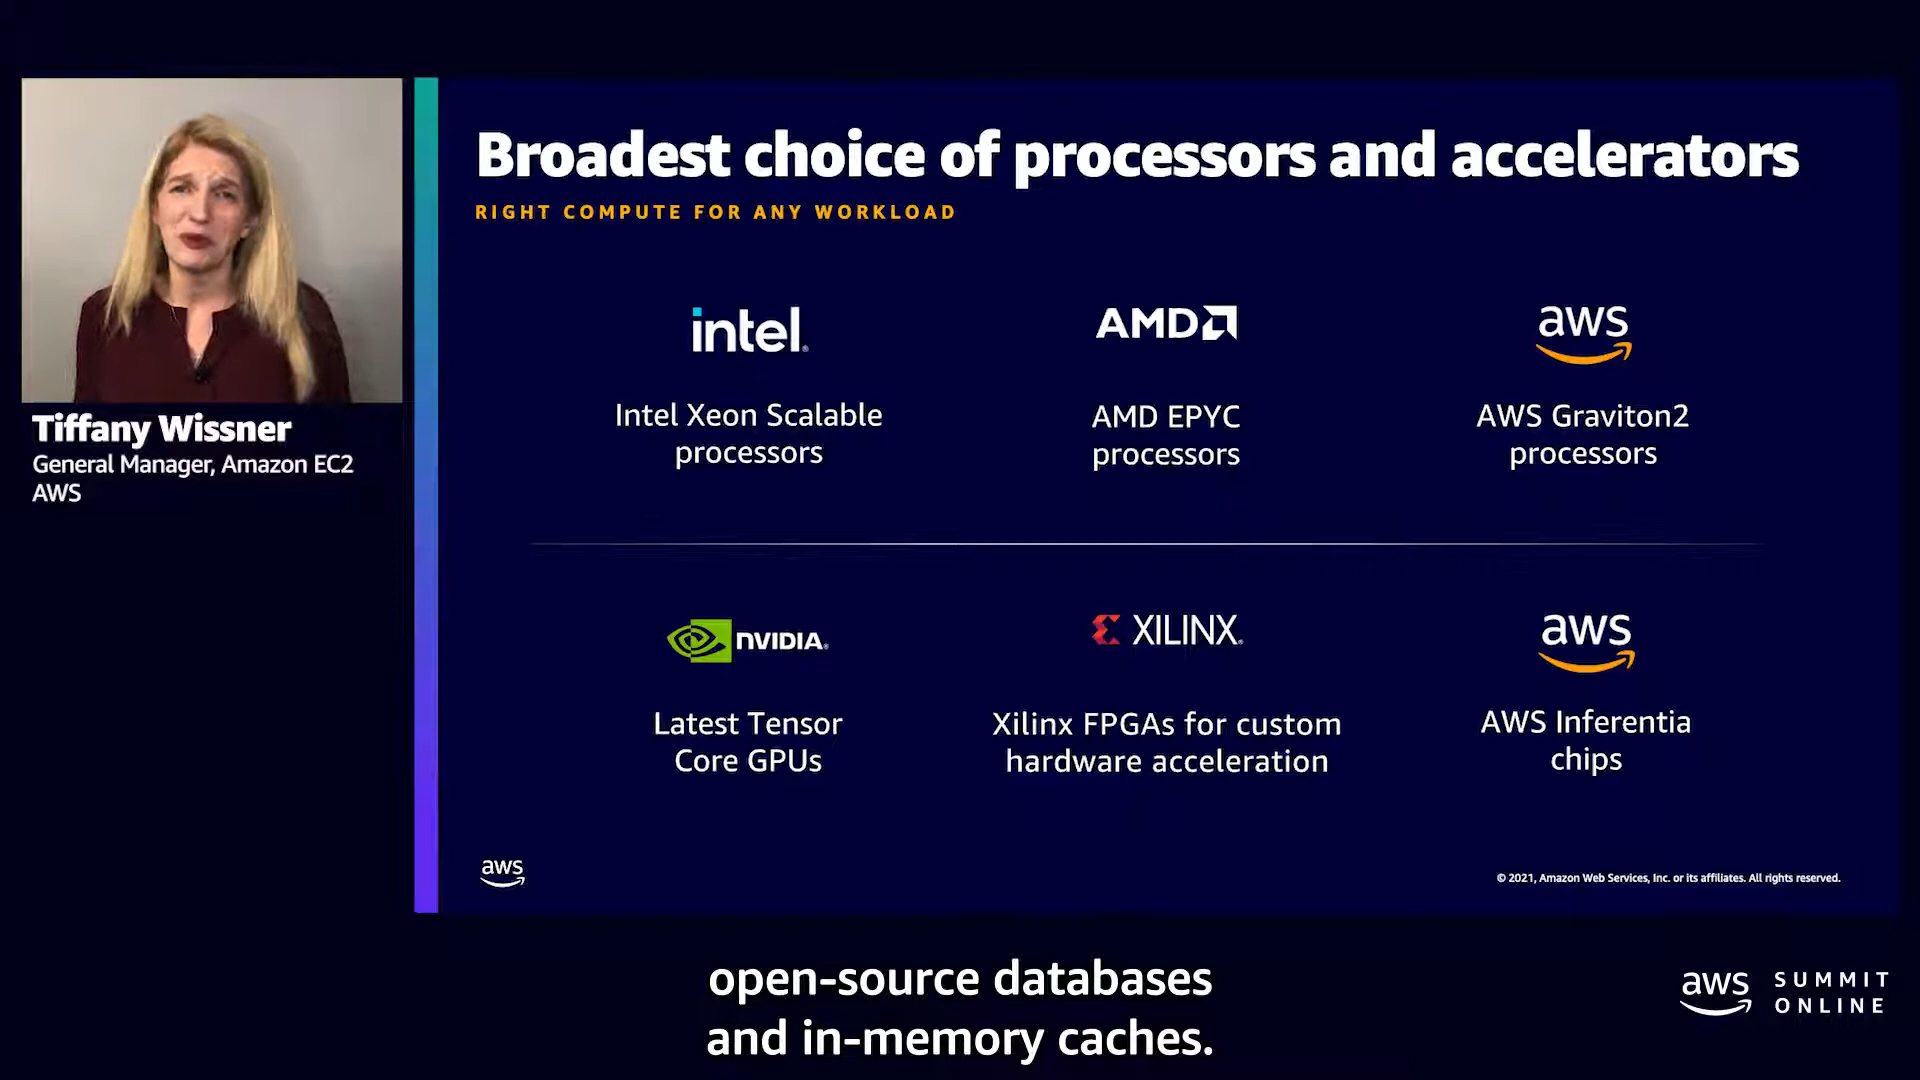 Broadest choice of processors and accelerators
RIGHT COMPUTE FOR ANY WORKLOAD
Tiffany Wissner
General Manager, Amazon EC2
AWS
intel.
Intel Xeon Scalable
processors
AMD
AMD EPYC
processors
aws
AWS Graviton2
processors
NVIDIA.
Latest Tensor
Core GPUs
XILINX.
Xilinx FPGAs for custom
hardware acceleration
aws
AWS Inferentia
chips
aws
© 2021, Amazon Web Services, Inc. or its affiliates. All rights reserved.
open-source databases
and in-memory caches.
aws
SUMMIT
ONLINE